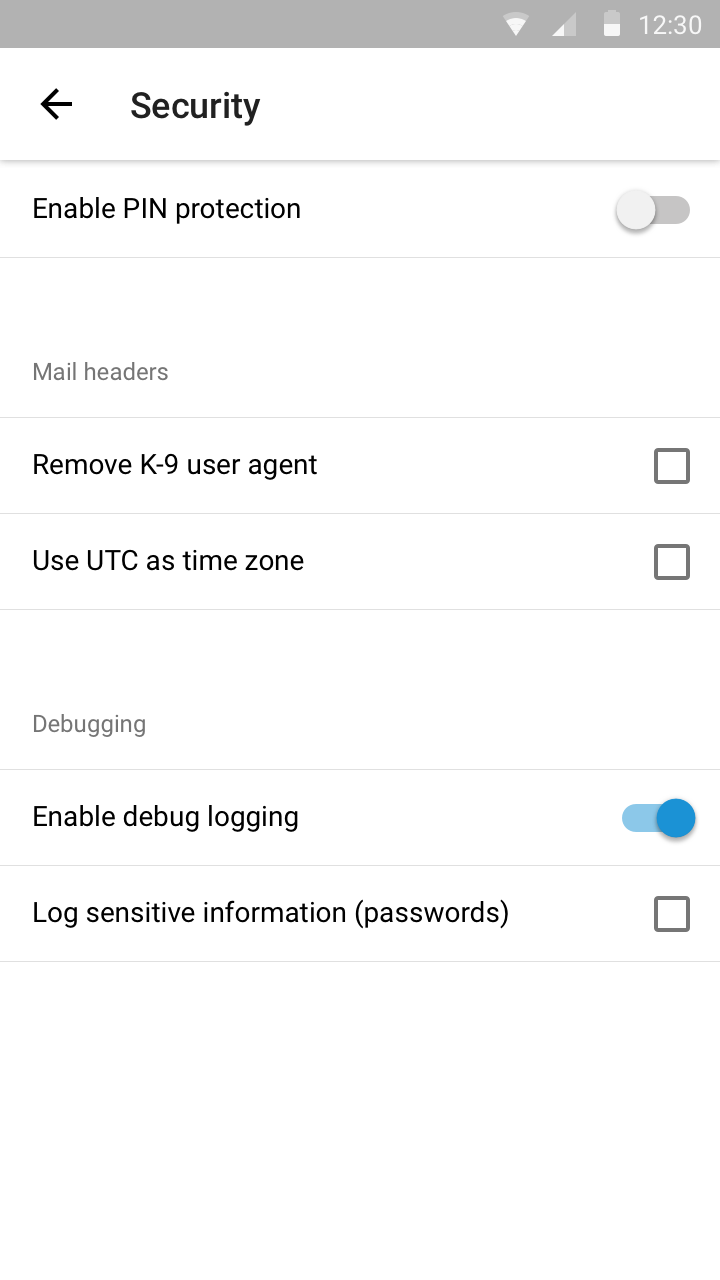 12:30
Security
Enable PIN protection
Mail headers
Remove K-9 user agent
Use UTC as time zone
Debugging
Enable debug logging
Log sensitive information (passwords)